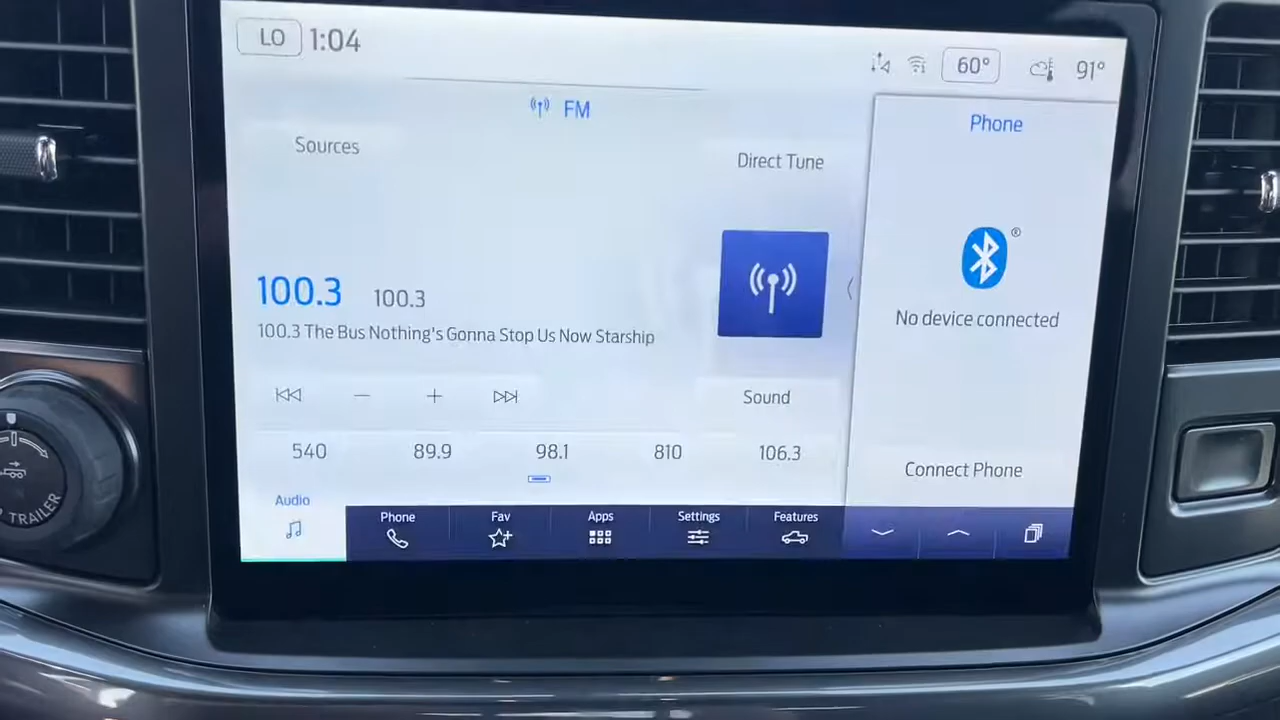 LO 1:04
60° 91°
FM
Phone
Sources
Direct Tune
®
100.3 100.3
100.3 The Bus Nothing's Gonna Stop Us Now Starship
No device connected
Sound
540 89.9 98.1 810 106.3
Connect Phone
Audio
Phone Fav Apps Settings Features
TRAILER